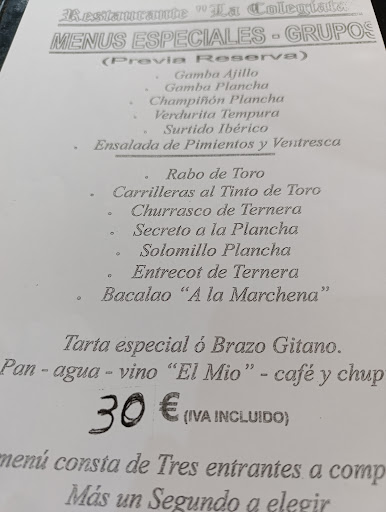 Restaurante "La Colegiata
MENUS ESPECIALES - GRUPOS
(Previa Reserva)
- Gamba Ajillo
- Gamba Plancha
- Champiñón Plancha
- Verdurita Tempura
- Surtido Ibérico
- Ensalada de Pimientos y Ventresca
- Rabo de Toro
- Carrilleras al Tinto de Toro
- Churrasco de Ternera
- Secreto a la Plancha
- Solomillo Plancha
- Entrecot de Ternera
- Bacalao "A la Marchena"
Tarta especial ó Brazo Gitano.
Pan - agua - vino "El Mio" - café y chup
30 € (IVA INCLUIDO)
menú consta de Tres entrantes a comp
Más un Segundo a elegir